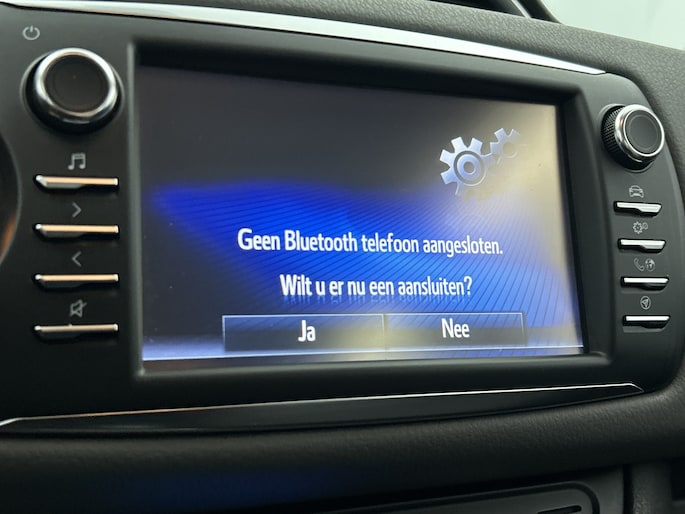 Geen Bluetooth telefoon aangesloten.
Wilt u er nu een aansluiten?
Ja
Nee